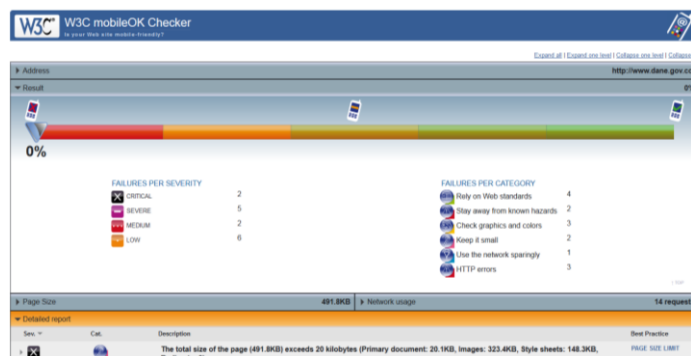 W3C® W3C mobileOK Checker
Is your Web site mobile-friendly?
Expand all | Expand one level | Collapse one level | Collapse
Address http://www.dane.gov.co
Result
0%
FAILURES PER SEVERITY
CRITICAL 2
SEVERE 5
MEDIUM 2
LOW 6
FAILURES PER CATEGORY
Rely on Web standards 4
Stay away from known hazards 2
Check graphics and colors 3
Keep it small 2
Use the network sparingly 1
HTTP errors 3
Page Size 491.8KB Network usage 14 request
Detailed report
Sev. Cat. Description Best Practice
The total size of the page (491.8KB) exceeds 20 kilobytes (Primary document: 20.1KB, Images: 323.4KB, Style sheets: 148.3KB, PAGE SIZE LIMIT